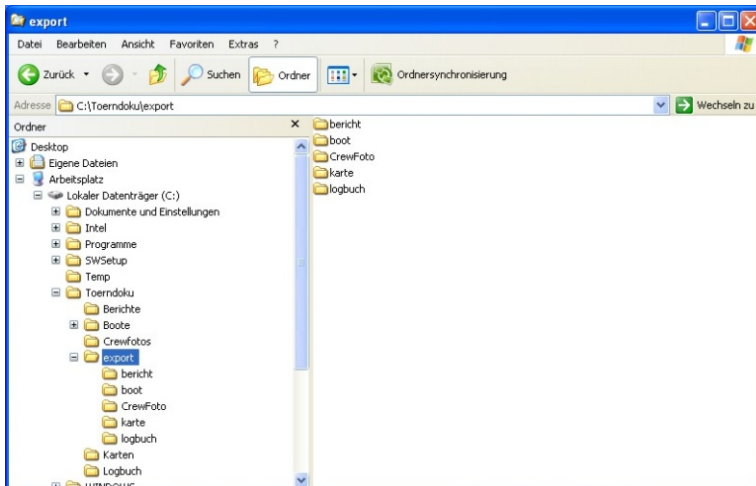 export
Datei Bearbeiten Ansicht Favoriten Extras ?
Zurück Suchen Ordner Ordnersynchronisierung
Adresse C:\Toerndoku\export Wechseln zu
Ordner
Desktop
Eigene Dateien
Arbeitsplatz
Lokaler Datenträger (C:)
Dokumente und Einstellungen
Intel
Programme
SWSetup
Temp
Toerndoku
Berichte
Boote
Crewfotos
export
bericht
boot
CrewFoto
karte
logbuch
Karten
Logbuch
WINDOWS
bericht
boot
CrewFoto
karte
logbuch